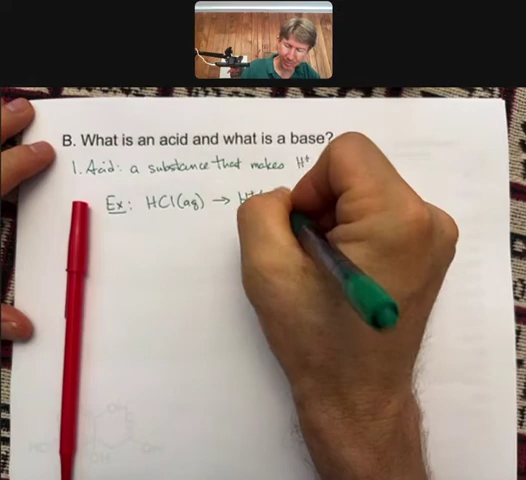 B. What is an acid and what is a base?
1. Acid: a substance that makes H⁺
Ex: HCl(aq) → H⁺(